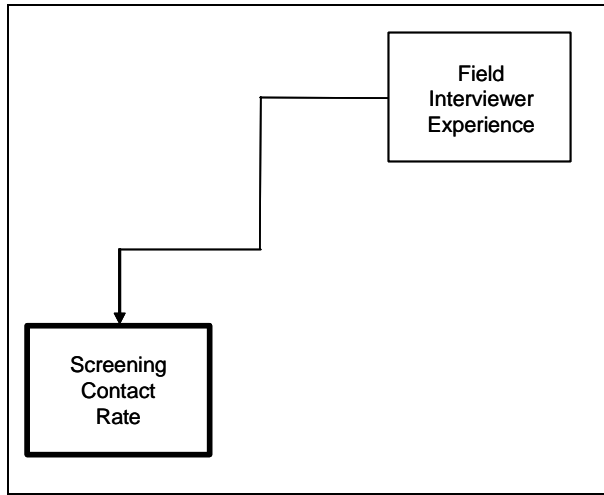 Field
Interviewer
Experience
Screening
Contact
Rate